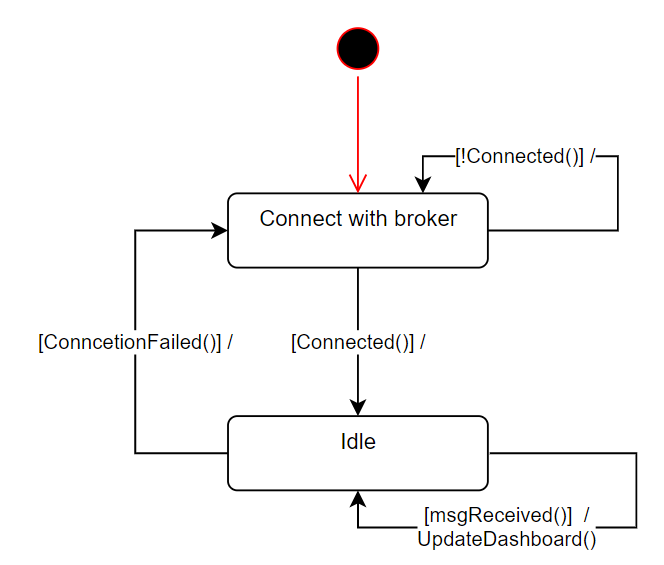 [!Connected()] /
Connect with broker
[ConncetionFailed()] /
[Connected()] /
Idle
[msgReceived()]  /
UpdateDashboard()